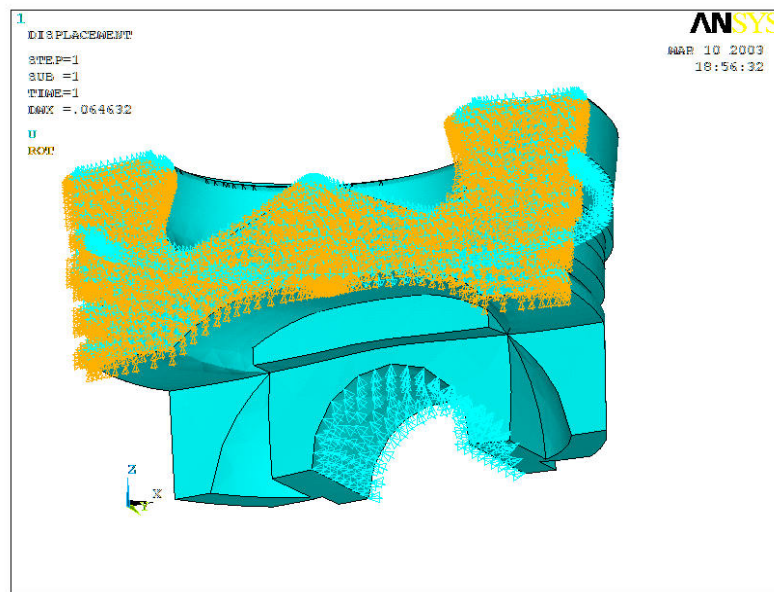 1
DISPLACEMENT
STEP=1
SUB =1
TIME=1
DMX =.064632
U
ROT
ANSYS
MAR 10 2003
18:56:32
Z
X
Y